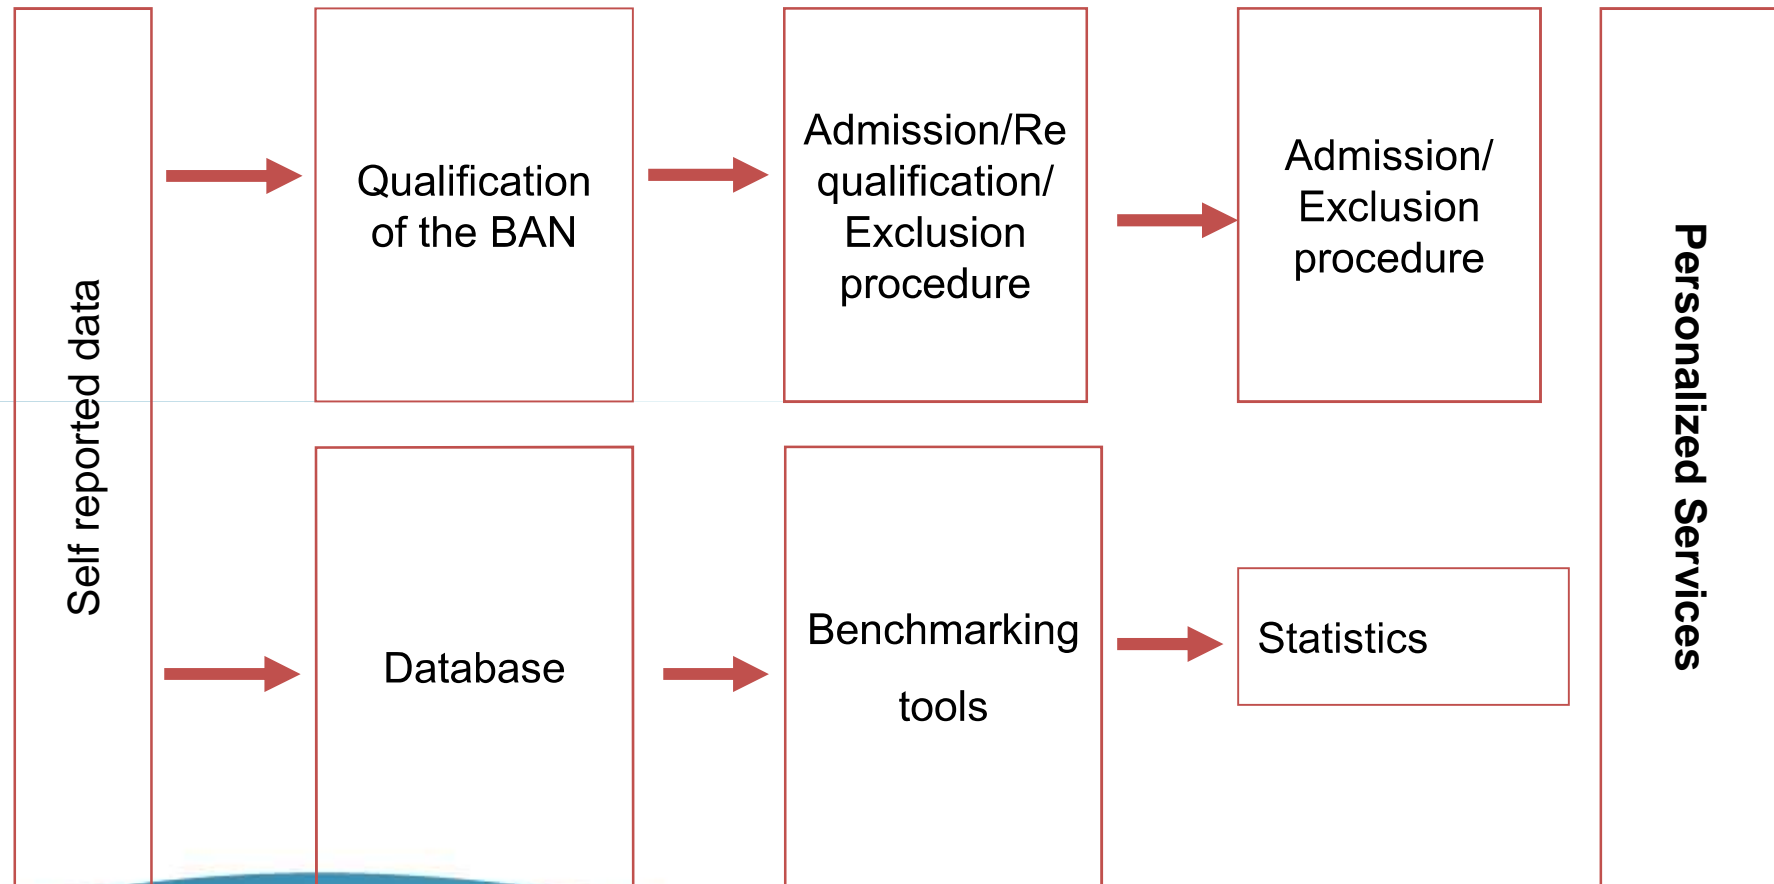 Self reported data
Qualification
of the BAN
Admission/Re
qualification/
Exclusion
procedure
Admission/
Exclusion
procedure
Database
Benchmarking
tools
Statistics
Personalized Services